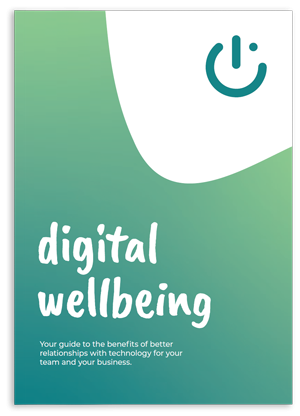 digital
wellbeing
Your guide to the benefits of better
relationships with technology for your
team and your business.